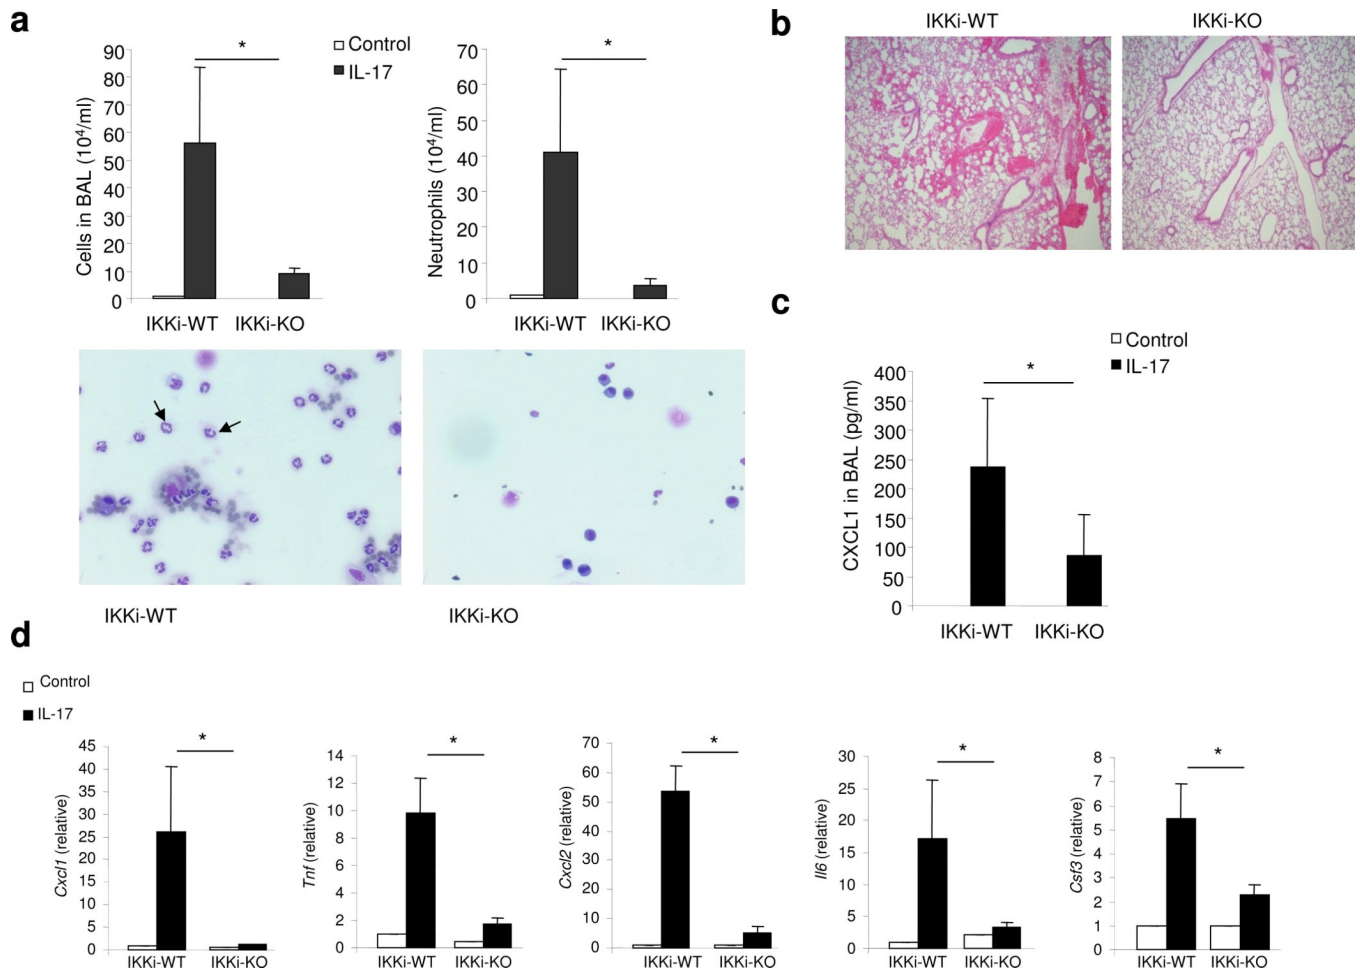 a
Control
IL-17
*
90
80
70
60
50
40
30
20
10
0
Cells in BAL (10⁴/ml)
IKKi-WT IKKi-KO
*
70
60
50
40
30
20
10
0
Neutrophils (10⁴/ml)
IKKi-WT IKKi-KO
IKKi-WT
IKKi-KO
b
IKKi-WT
IKKi-KO
c
Control
IL-17
*
400
350
300
250
200
150
100
50
0
CXCL1 in BAL (pg/ml)
IKKi-WT IKKi-KO
d
Control
IL-17
*
45
40
35
30
25
20
15
10
5
0
Cxcl1 (relative)
IKKi-WT IKKi-KO
*
14
12
10
8
6
4
2
0
Tnf (relative)
IKKi-WT IKKi-KO
*
70
60
50
40
30
20
10
0
Cxcl2 (relative)
IKKi-WT IKKi-KO
*
30
25
20
15
10
5
0
Il6 (relative)
IKKi-WT IKKi-KO
*
8
7
6
5
4
3
2
1
0
Csf3 (relative)
IKKi-WT IKKi-KO